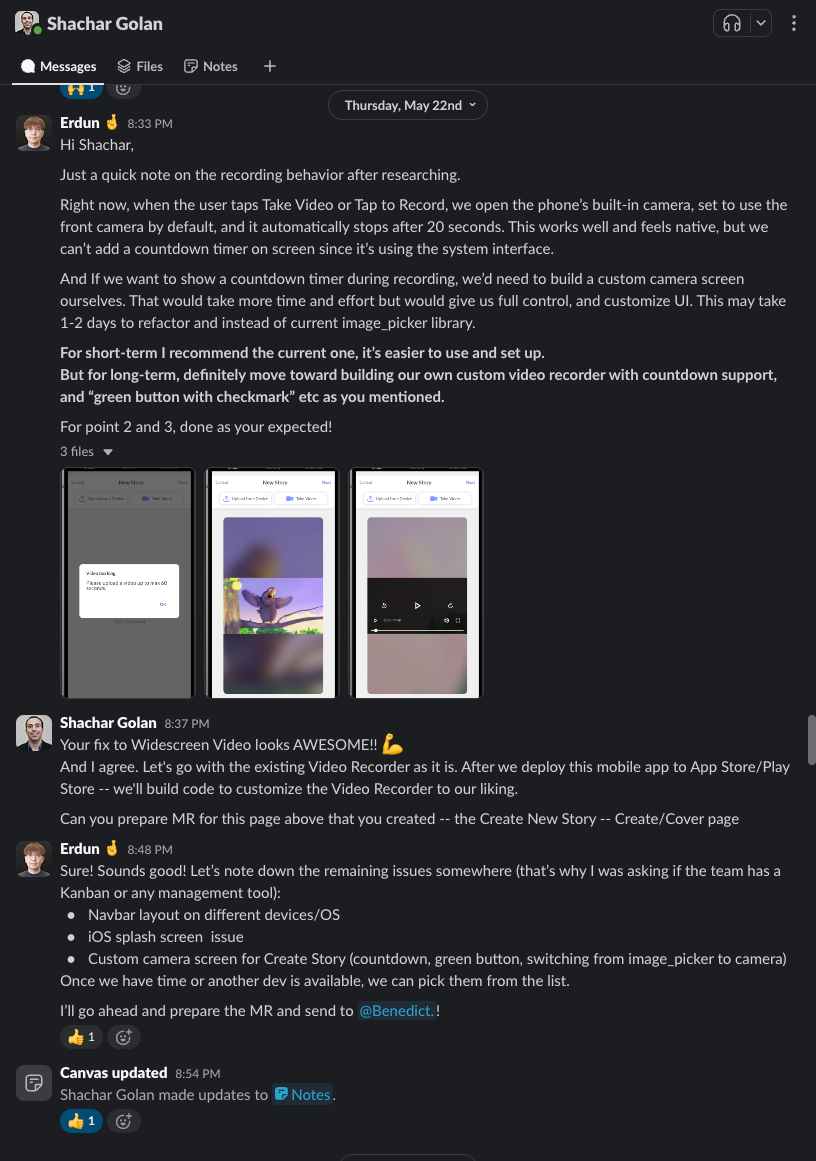 Shachar Golan
Messages
Files
Notes
1
Thursday, May 22nd
Erdun 8:33 PM
Hi Shachar,
Just a quick note on the recording behavior after researching.
Right now, when the user taps Take Video or Tap to Record, we open the phone's built-in camera, set to use the
front camera by default, and it automatically stops after 20 seconds. This works well and feels native, but we
can't add a countdown timer on screen since it's using the system interface.
And If we want to show a countdown timer during recording, we'd need to build a custom camera screen
ourselves. That would take more time and effort but would give us full control, and customize UI. This may take
1-2 days to refactor and instead of current image_picker library.
For short-term I recommend the current one, it's easier to use and set up.
But for long-term, definitely move toward building our own custom video recorder with countdown support,
and “green button with checkmark” etc as you mentioned.
For point 2 and 3, done as your expected!
3 files
Cancel New Story Next
Upload from Device Take Video
Video too long
Please upload a video up to max 60
seconds.
OK
Cancel New Story Next
Upload from Device Take Video
Cancel New Story Next
Upload from Device Take Video
Shachar Golan 8:37 PM
Your fix to Widescreen Video looks AWESOME!! 💪
And I agree. Let's go with the existing Video Recorder as it is. After we deploy this mobile app to App Store/Play
Store -- we'll build code to customize the Video Recorder to our liking.
Can you prepare MR for this page above that you created -- the Create New Story -- Create/Cover page
Erdun 8:48 PM
Sure! Sounds good! Let's note down the remaining issues somewhere (that's why I was asking if the team has a
Kanban or any management tool):
• Navbar layout on different devices/OS
• iOS splash screen issue
• Custom camera screen for Create Story (countdown, green button, switching from image_picker to camera)
Once we have time or another dev is available, we can pick them from the list.
I'll go ahead and prepare the MR and send to @Benedict.!
👍 1
Canvas updated 8:54 PM
Shachar Golan made updates to Notes.
👍 1